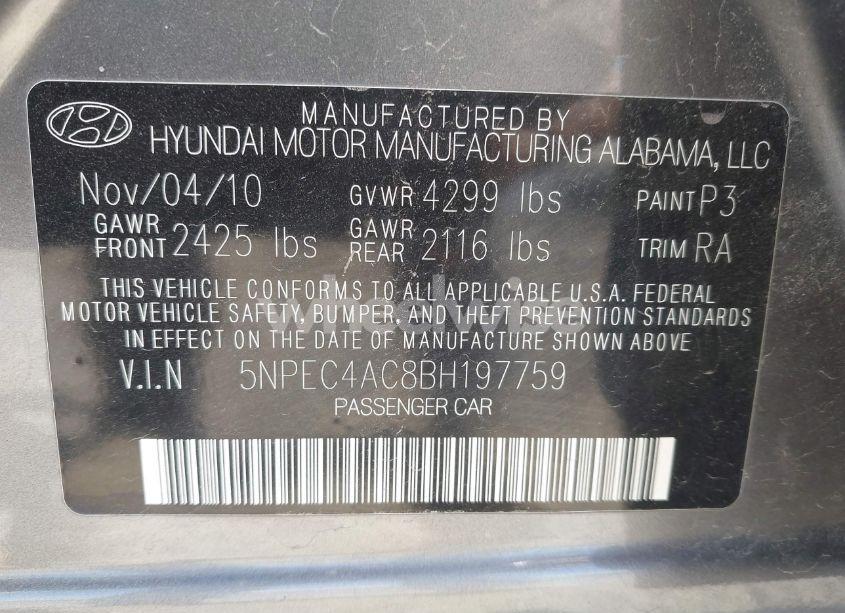 MANUFACTURED BY
HYUNDAI MOTOR MANUFACTURING ALABAMA, LLC
Nov/04/10 GVWR 4299 lbs PAINT P3
GAWR FRONT 2425 lbs GAWR REAR 2116 lbs TRIM RA
THIS VEHICLE CONFORMS TO ALL APPLICABLE U.S.A. FEDERAL
MOTOR VEHICLE SAFETY, BUMPER, AND THEFT PREVENTION STANDARDS
IN EFFECT ON THE DATE OF MANUFACTURE SHOWN ABOVE
V.I.N 5NPEC4AC8BH197759
PASSENGER CAR